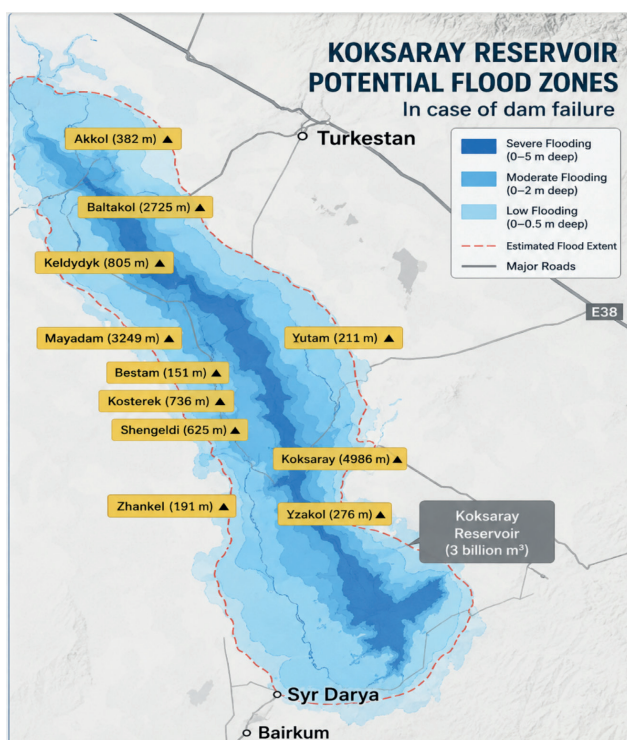 KOKSARAY RESERVOIR
POTENTIAL FLOOD ZONES
In case of dam failure
Akkol (382 m) ▲
Turkestan
Severe Flooding
(0–5 m deep)
Moderate Flooding
(0–2 m deep)
Low Flooding
(0–0.5 m deep)
Estimated Flood Extent
Major Roads
Baltakol (2725 m) ▲
Keldydyk (805 m) ▲
E38
Mayadam (3249 m) ▲
Ɏutam (211 m) ▲
Bestam (151 m) ▲
Kosterek (736 m) ▲
Shengeldi (625 m) ▲
Koksaray (4986 m) ▲
Zhankel (191 m) ▲
Ɏzakol (276 m) ▲
Koksaray
Reservoir
(3 billion m³)
Syr Darya
Bairkum